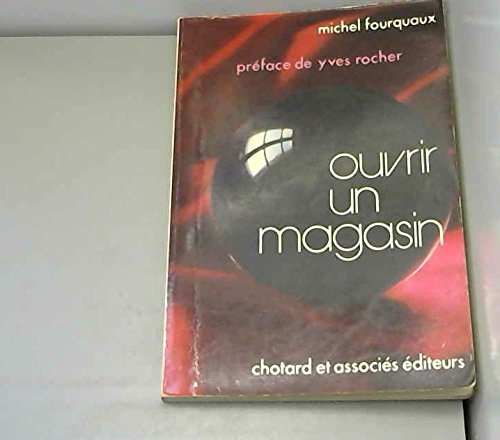 michel fourquaux
préface de yves rocher
ouvrir
un
magasin
chotard et associés éditeurs